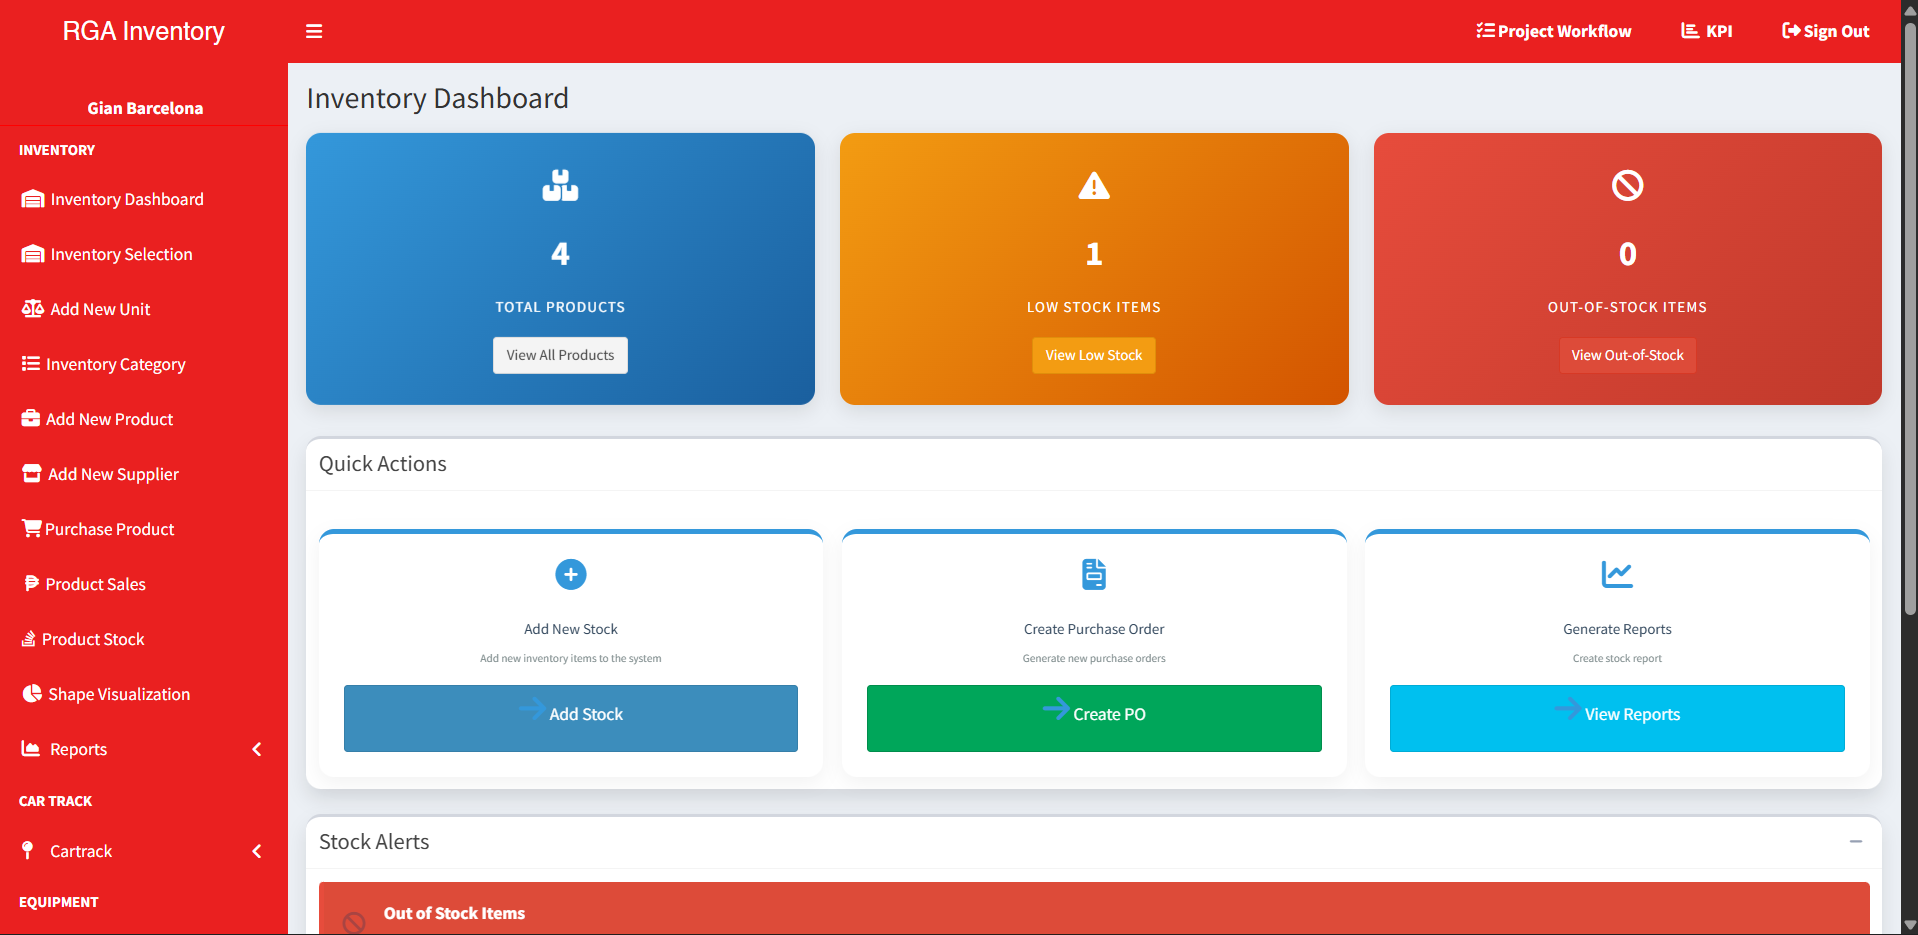 RGA Inventory
Project Workflow
KPI
Sign Out
Gian Barcelona
INVENTORY
Inventory Dashboard
Inventory Selection
Add New Unit
Inventory Category
Add New Product
Add New Supplier
Purchase Product
Product Sales
Product Stock
Shape Visualization
Reports
CAR TRACK
Cartrack
EQUIPMENT
Inventory Dashboard
4
TOTAL PRODUCTS
View All Products
1
LOW STOCK ITEMS
View Low Stock
0
OUT-OF-STOCK ITEMS
View Out-of-Stock
Quick Actions
Add New Stock
Add new inventory items to the system
Add Stock
Create Purchase Order
Generate new purchase orders
Create PO
Generate Reports
Create stock report
View Reports
Stock Alerts
Out of Stock Items